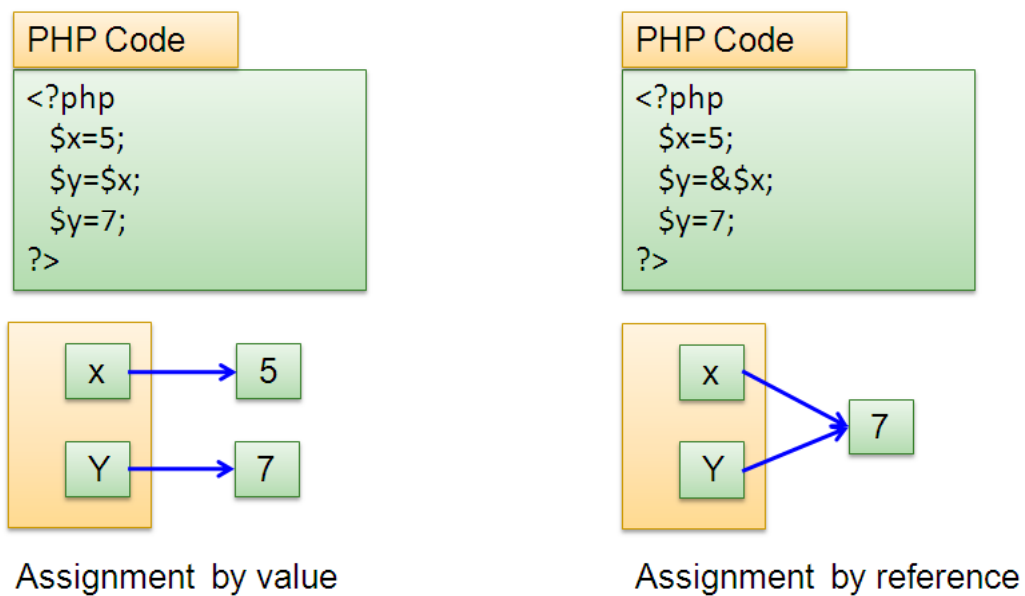 PHP Code
<?php
$x=5;
$y=$x;
$y=7;
?>
x
5
Y
7
Assignment by value
PHP Code
<?php
$x=5;
$y=&$x;
$y=7;
?>
x
7
Y
Assignment by reference